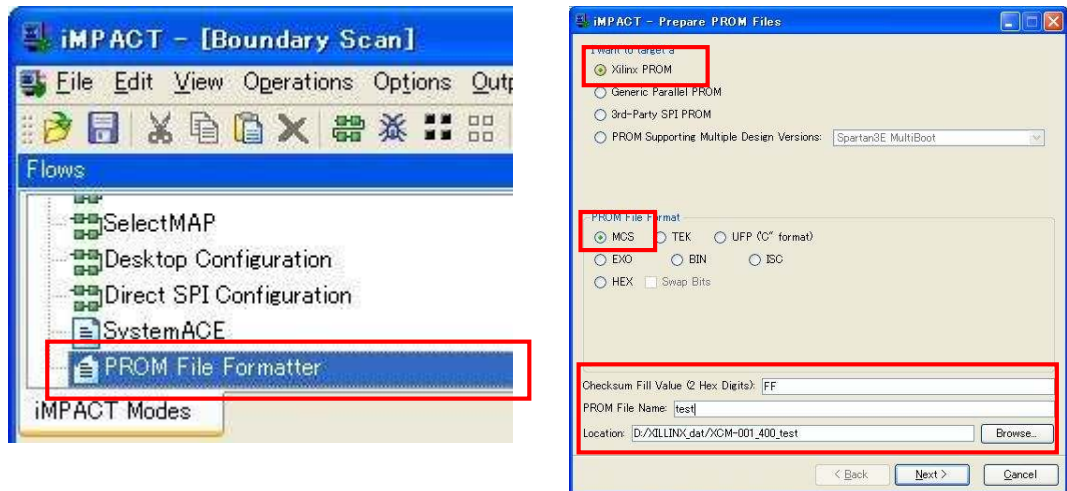 iMPACT - [Boundary Scan]
File Edit View Operations Options Outp
Flows
SelectMAP
Desktop Configuration
Direct SPI Configuration
SystemACE
PROM File Formatter
iMPACT Modes
iMPACT - Prepare PROM Files
I want to target a
Xilinx PROM
Generic Parallel PROM
3rd-Party SPI PROM
PROM Supporting Multiple Design Versions: Spartan3E MultiBoot
PROM File Format
MCS TEK UFP ("C" format)
EXO BIN ISC
HEX Swap Bits
Checksum Fill Value (2 Hex Digits): FF
PROM File Name: test
Location: D:/XILLINX_dat/XCM-001_400_test Browse...
< Back Next > Cancel